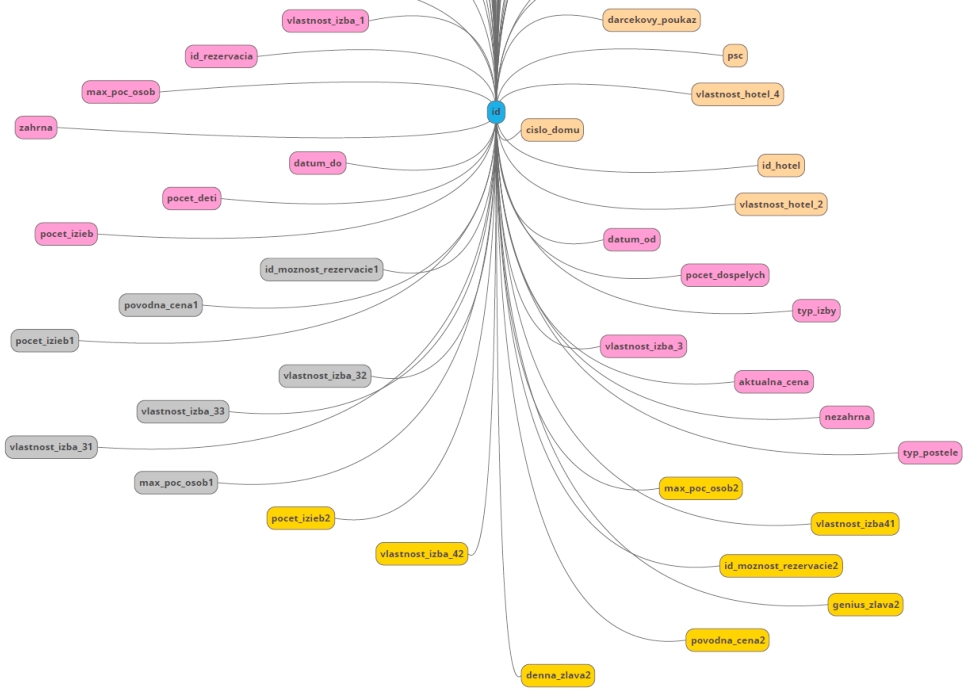 vlastnost_izba_1
darcekovy_poukaz
id_rezervacia
psc
max_poc_osob
vlastnost_hotel_4
id
zahrna
cislo_domu
datum_do
id_hotel
pocet_deti
vlastnost_hotel_2
pocet_izieb
datum_od
id_moznost_rezervacie1
pocet_dospelych
povodna_cena1
typ_izby
pocet_izieb1
vlastnost_izba_3
vlastnost_izba_32
aktualna_cena
vlastnost_izba_33
nezahrna
vlastnost_izba_31
typ_postele
max_poc_osob1
max_poc_osob2
pocet_izieb2
vlastnost_izba41
vlastnost_izba_42
id_moznost_rezervacie2
genius_zlava2
povodna_cena2
denna_zlava2